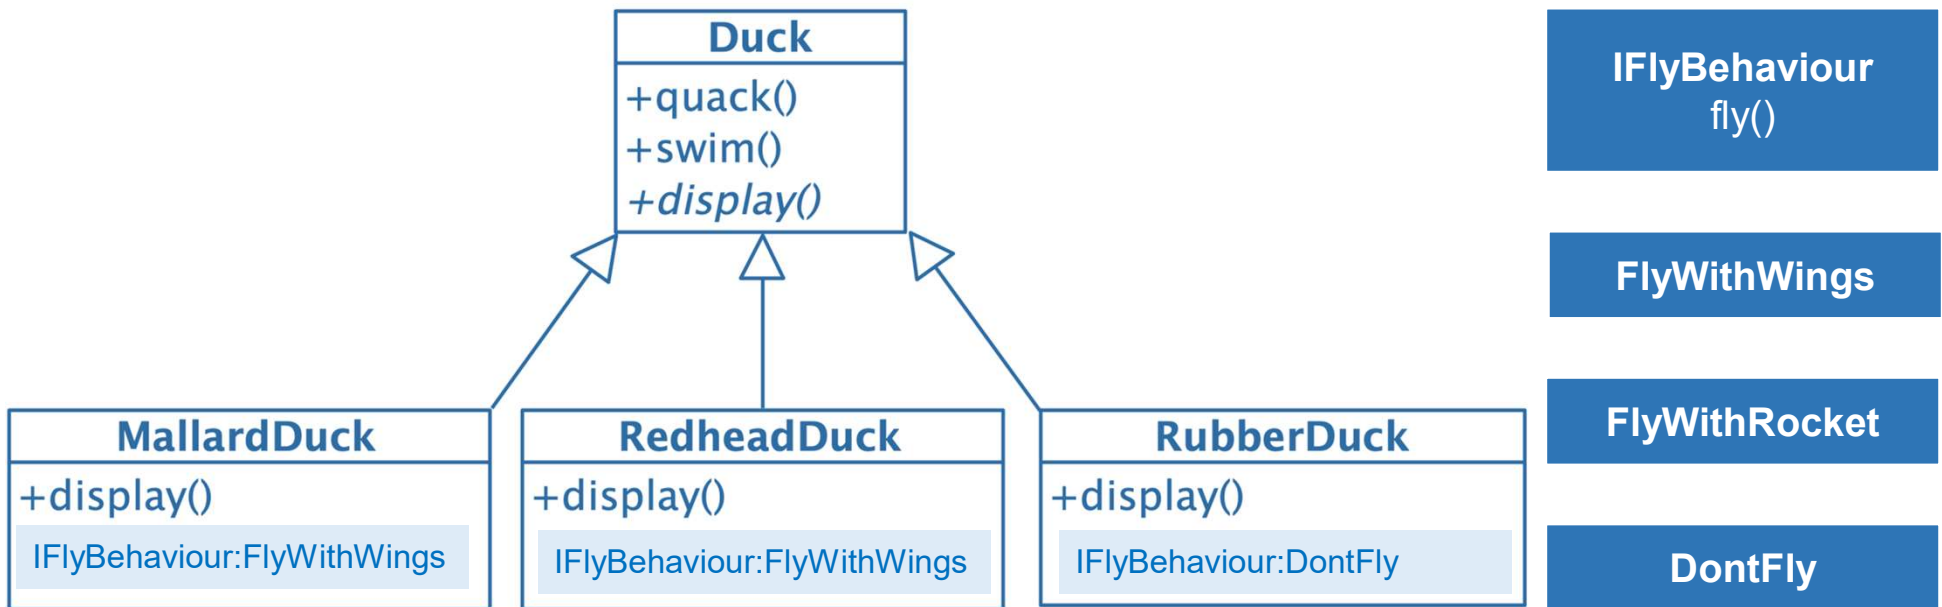 Duck
+quack()
+swim()
+display()
MallardDuck
+display()
IFlyBehaviour:FlyWithWings
RedheadDuck
+display()
IFlyBehaviour:FlyWithWings
RubberDuck
+display()
IFlyBehaviour:DontFly
IFlyBehaviour
fly()
FlyWithWings
FlyWithRocket
DontFly